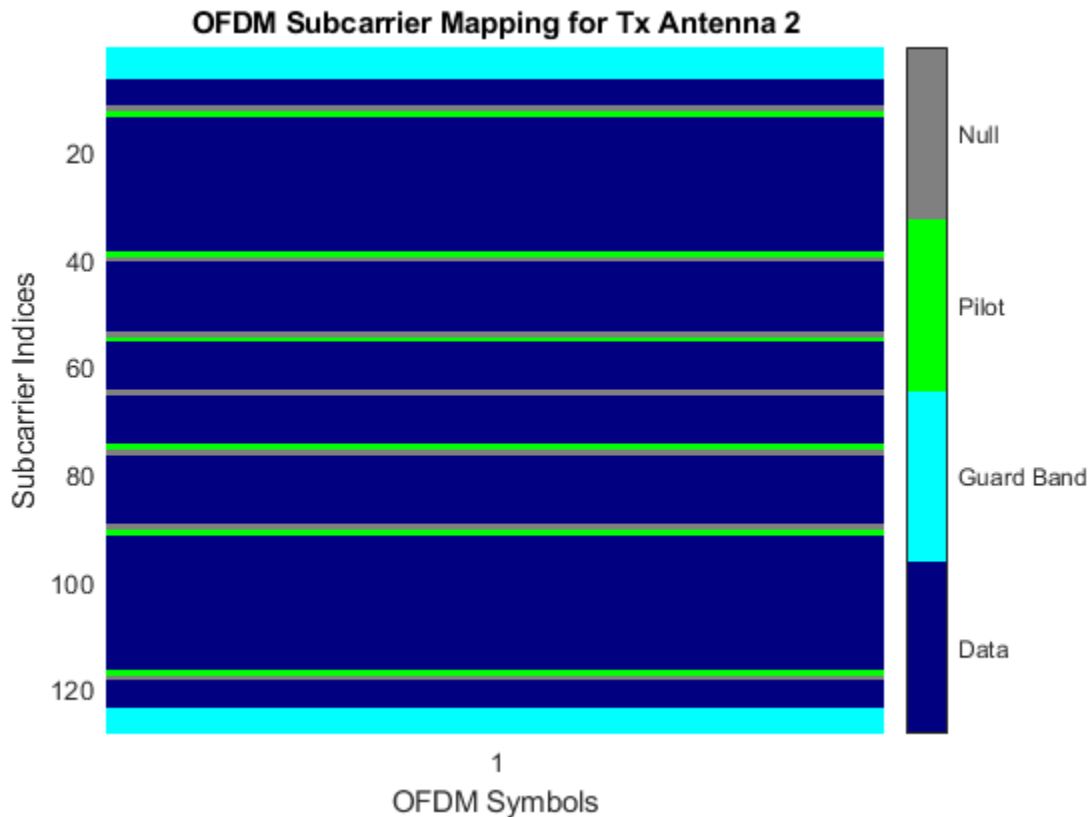 OFDM Subcarrier Mapping for Tx Antenna 2
Subcarrier Indices
20
40
60
80
100
120
1
OFDM Symbols
Null
Pilot
Guard Band
Data